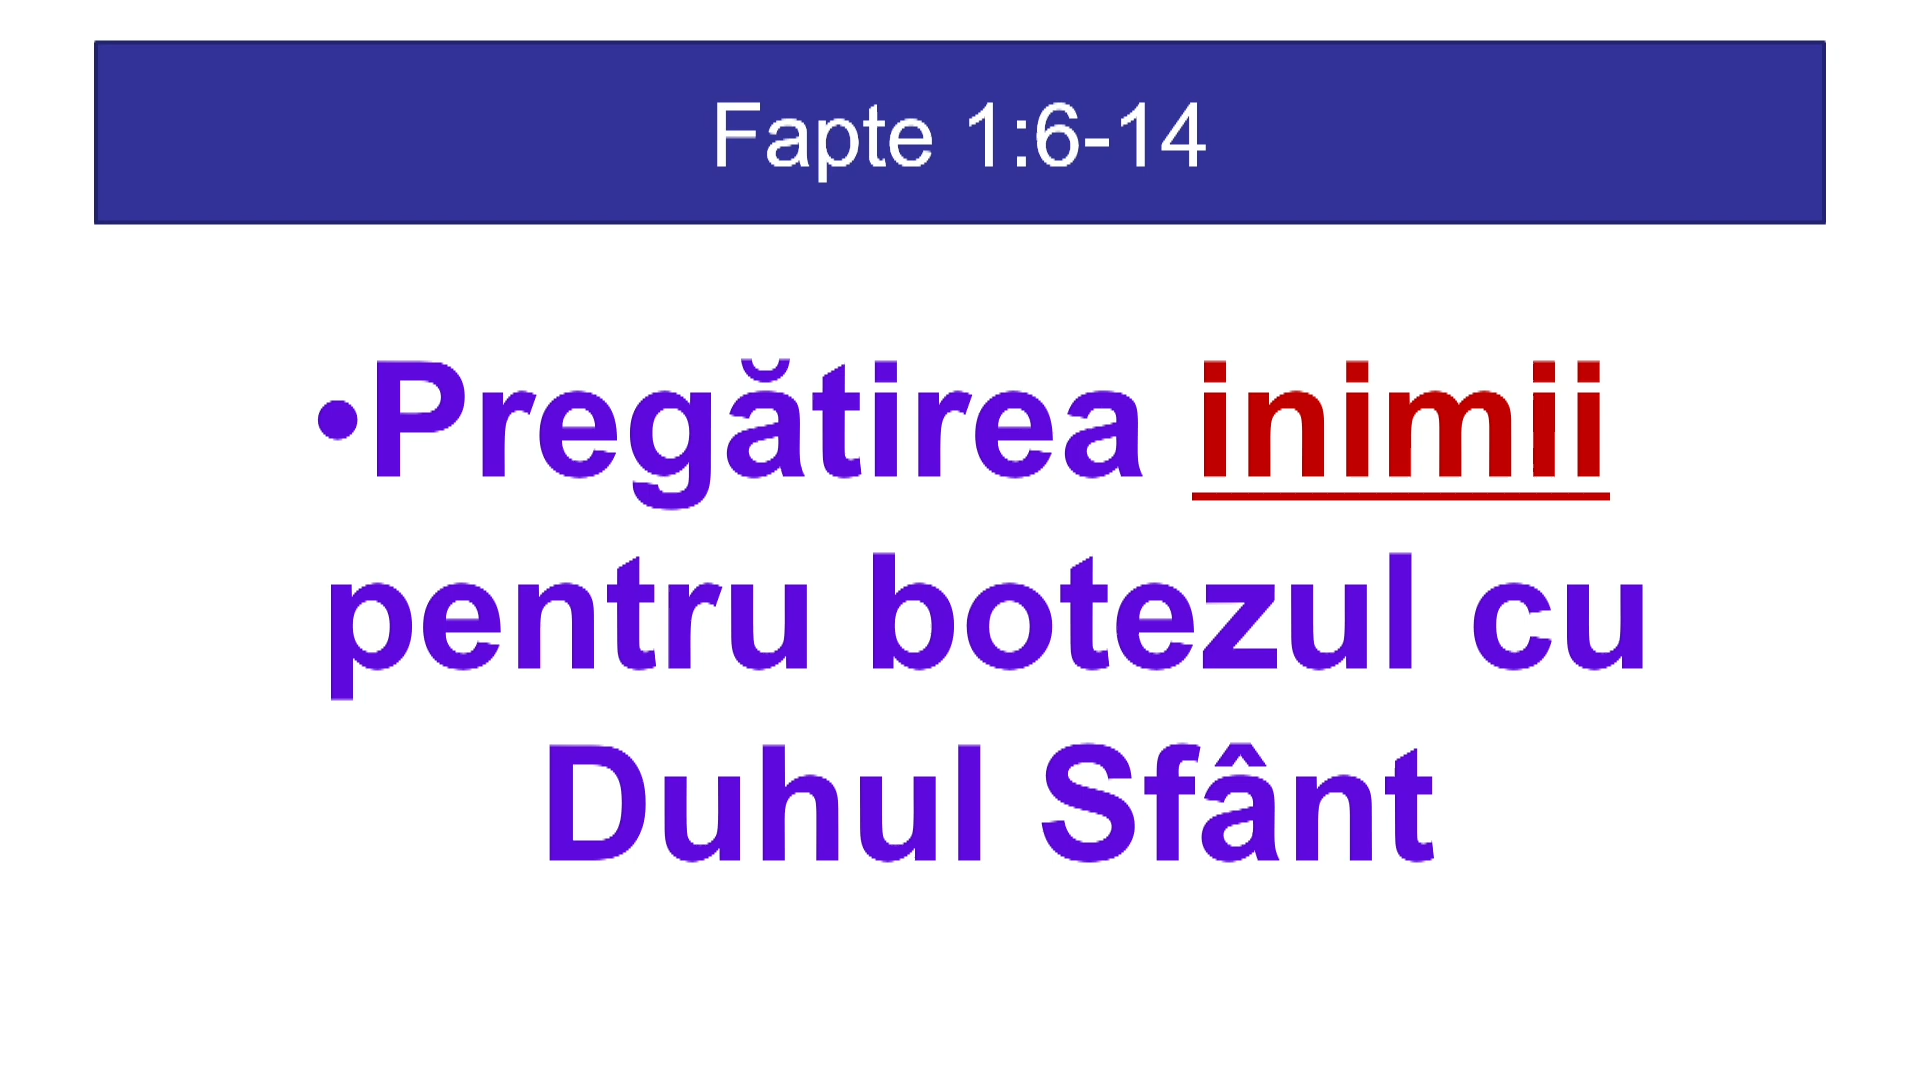 Fapte 1:6-14
•Pregătirea inimii
pentru botezul cu
Duhul Sfânt